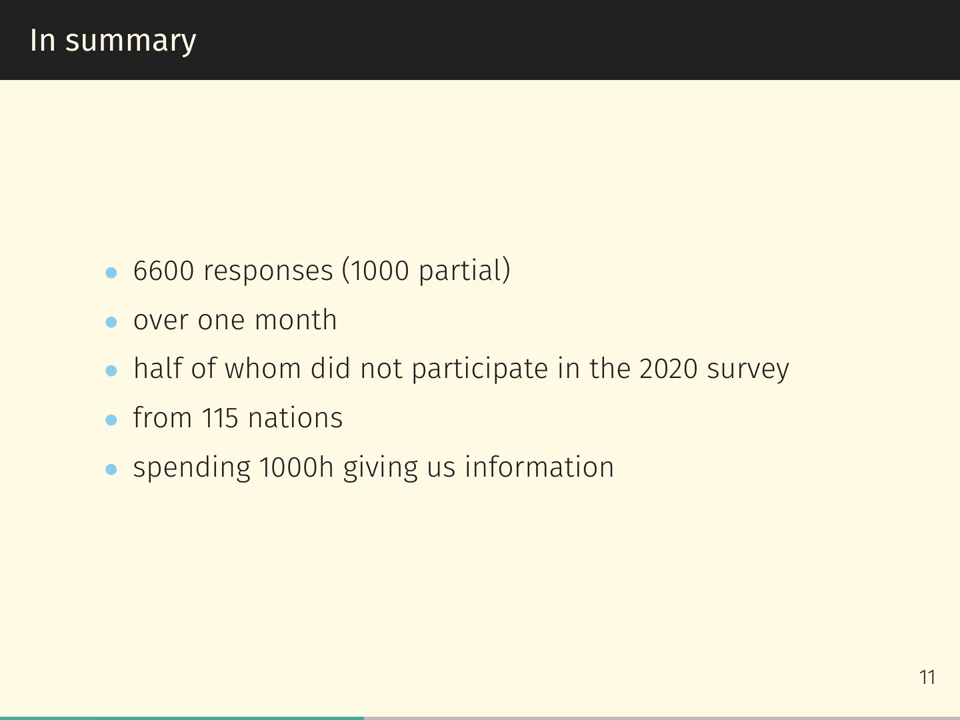 In summary
• 6600 responses (1000 partial)
• over one month
• half of whom did not participate in the 2020 survey
• from 115 nations
• spending 1000h giving us information
11